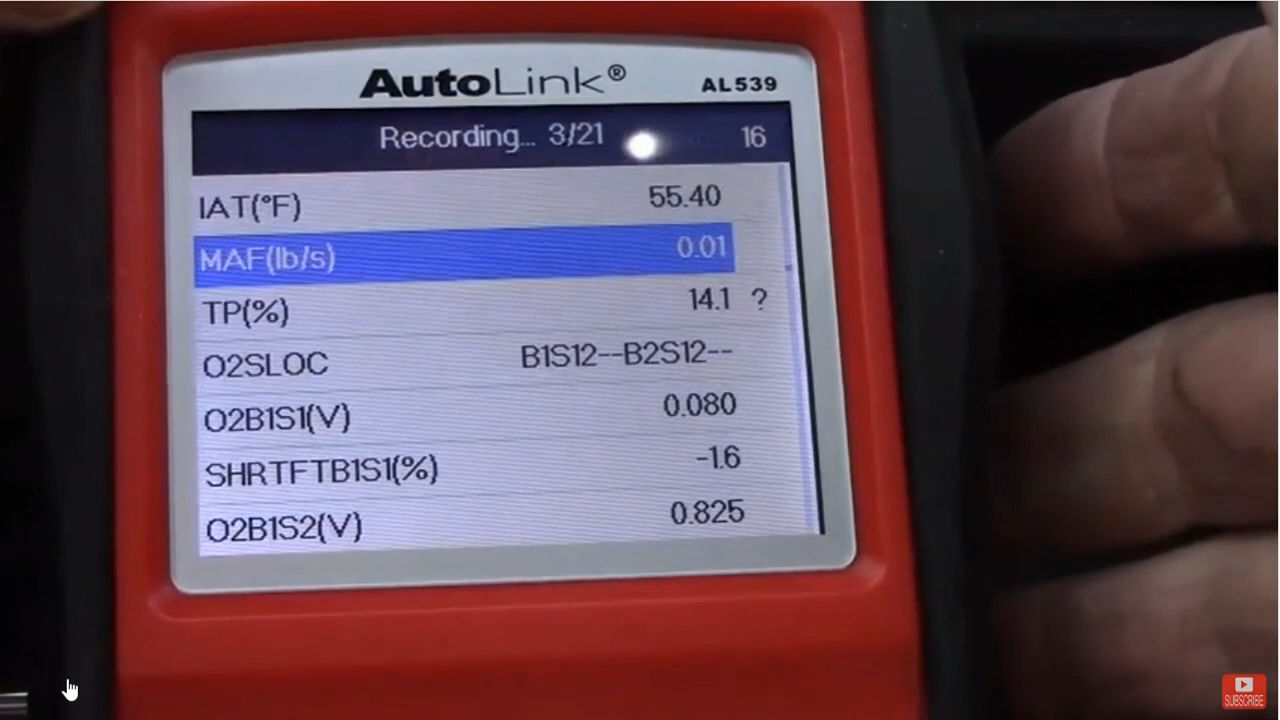 AutoLink® AL539
Recording... 3/21 16
IAT(°F) 55.40
MAF(lb/s) 0.01
TP(%) 14.1 ?
O2SLOC B1S12--B2S12--
O2B1S1(V) 0.080
SHRTFTB1S1(%) -1.6
O2B1S2(V) 0.825
SUBSCRIBE